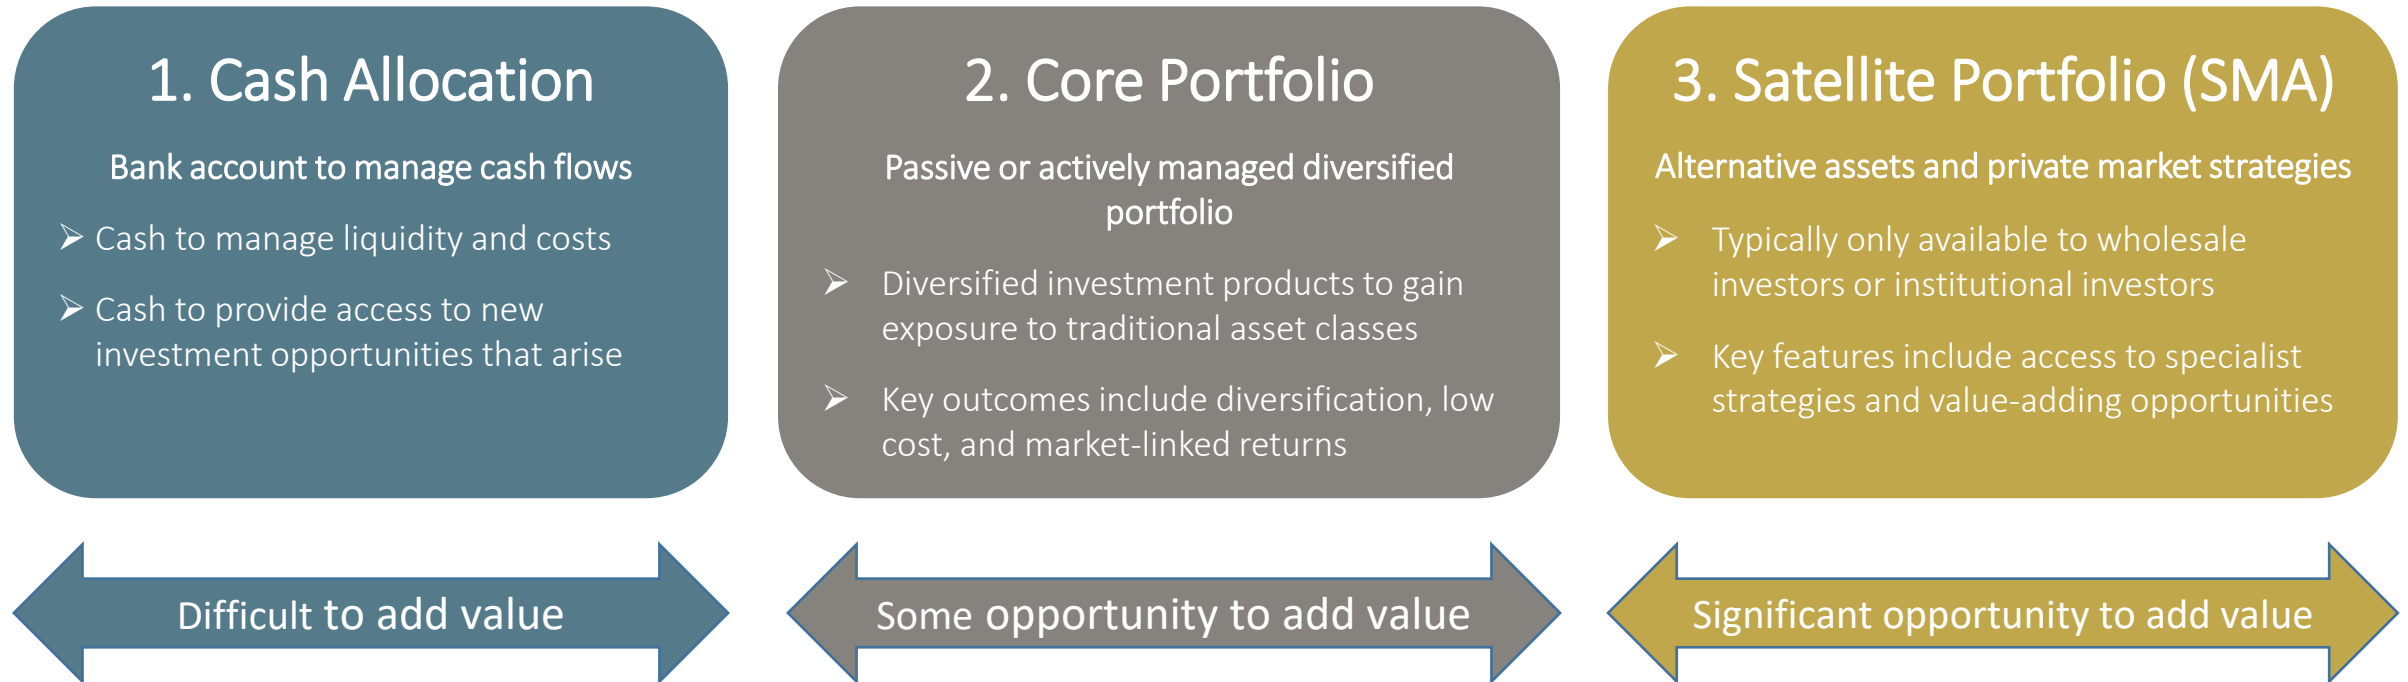 1. Cash Allocation
Bank account to manage cash flows
➢ Cash to manage liquidity and costs
➢ Cash to provide access to new
investment opportunities that arise
Difficult to add value
2. Core Portfolio
Passive or actively managed diversified
portfolio
➢ Diversified investment products to gain
exposure to traditional asset classes
➢ Key outcomes include diversification, low
cost, and market-linked returns
Some opportunity to add value
3. Satellite Portfolio (SMA)
Alternative assets and private market strategies
➢ Typically only available to wholesale
investors or institutional investors
➢ Key features include access to specialist
strategies and value-adding opportunities
Significant opportunity to add value